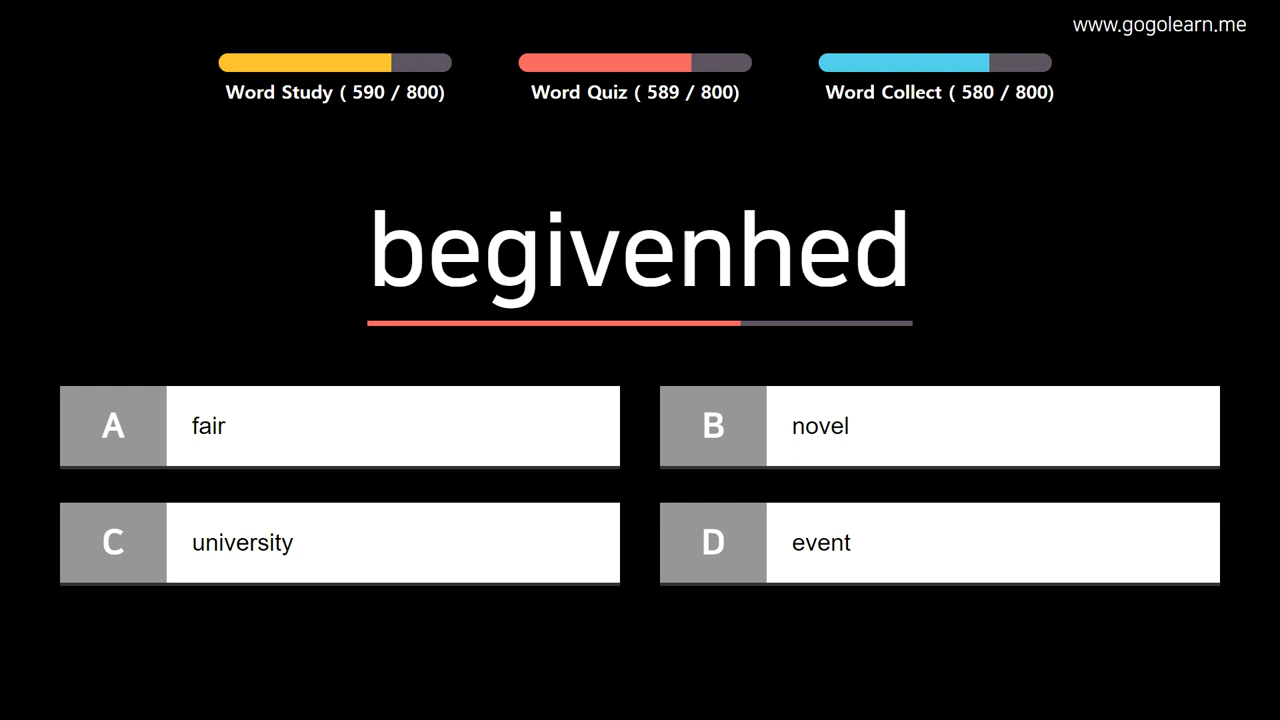 www.gogolearn.me
Word Study ( 590 / 800)
Word Quiz ( 589 / 800)
Word Collect ( 580 / 800)
begivenhed
A fair
B novel
C university
D event